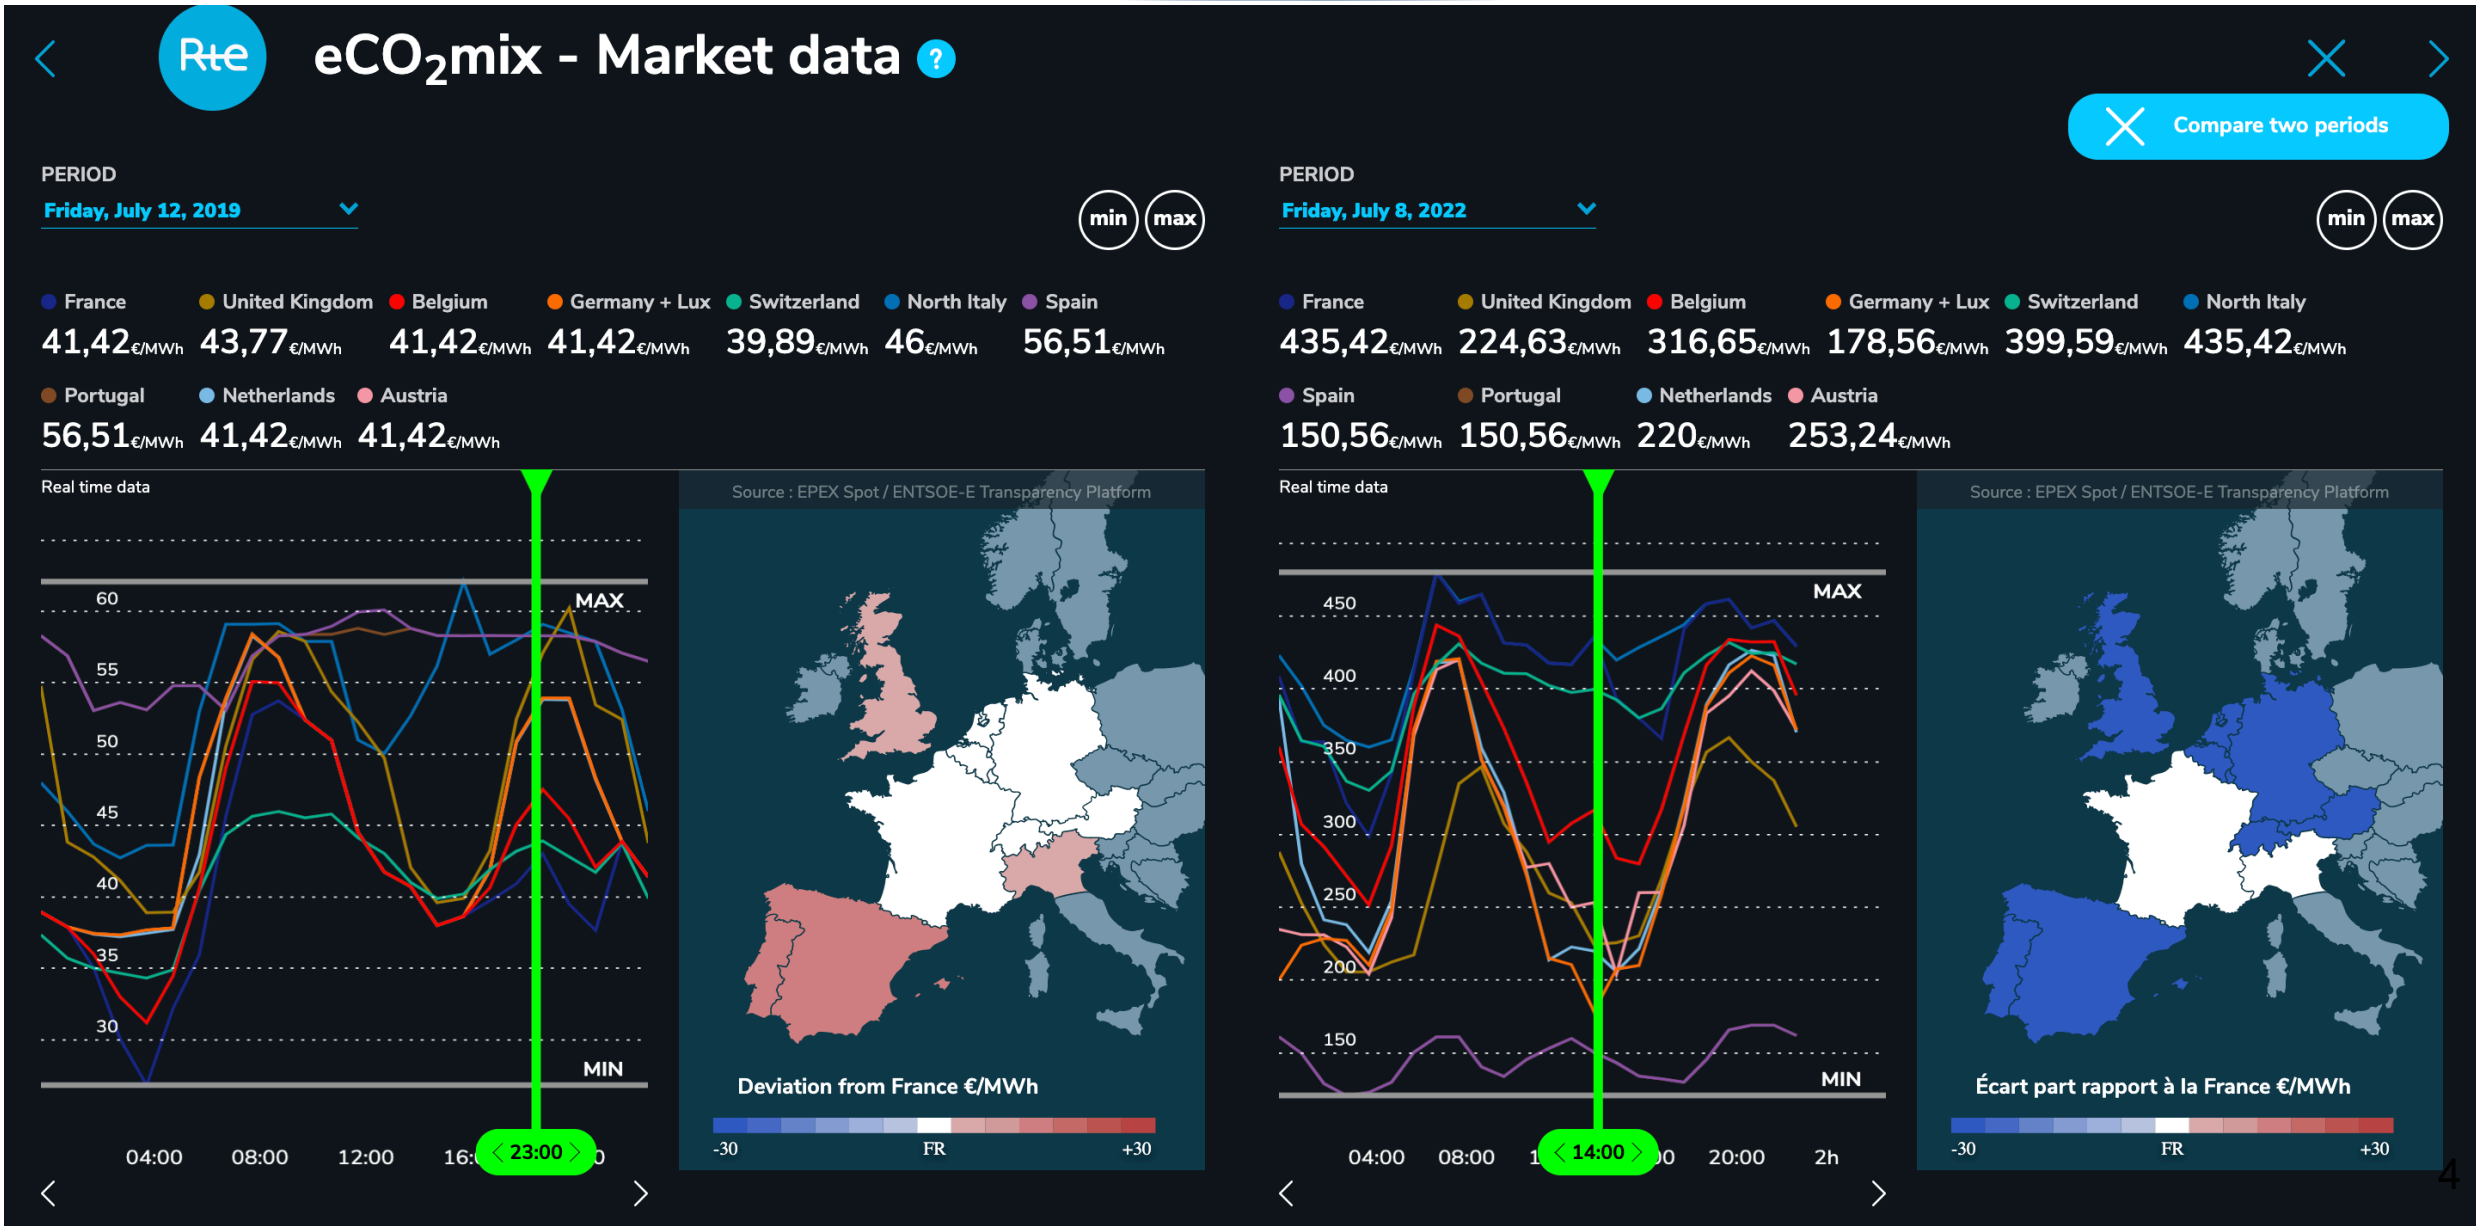 Rte
eCO₂mix - Market data ?
Compare two periods
PERIOD
Friday, July 12, 2019
min max
France United Kingdom Belgium Germany + Lux Switzerland North Italy Spain
41,42€/MWh 43,77€/MWh 41,42€/MWh 41,42€/MWh 39,89€/MWh 46€/MWh 56,51€/MWh
Portugal Netherlands Austria
56,51€/MWh 41,42€/MWh 41,42€/MWh
Real time data
60
55
50
45
40
35
30
MAX
MIN
04:00 08:00 12:00 16: 23:00 0
Source : EPEX Spot / ENTSOE-E Transparency Platform
Deviation from France €/MWh
-30 FR +30
PERIOD
Friday, July 8, 2022
min max
France United Kingdom Belgium Germany + Lux Switzerland North Italy
435,42€/MWh 224,63€/MWh 316,65€/MWh 178,56€/MWh 399,59€/MWh 435,42€/MWh
Spain Portugal Netherlands Austria
150,56€/MWh 150,56€/MWh 220€/MWh 253,24€/MWh
Real time data
450
400
350
300
250
200
150
MAX
MIN
04:00 08:00 1 14:00 00 20:00 2h
Source : EPEX Spot / ENTSOE-E Transparency Platform
Écart part rapport à la France €/MWh
-30 FR +30
4